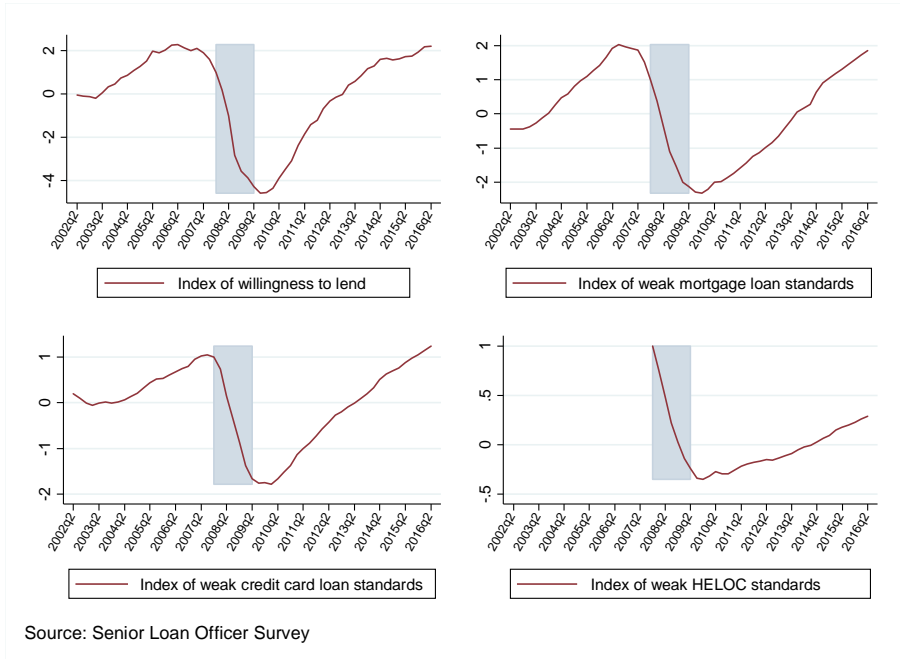 2
0
-2
-4
2002q2
2003q2
2004q2
2005q2
2006q2
2007q2
2008q2
2009q2
2010q2
2011q2
2012q2
2013q2
2014q2
2015q2
2016q2
Index of willingness to lend
2
1
0
-1
-2
2002q2
2003q2
2004q2
2005q2
2006q2
2007q2
2008q2
2009q2
2010q2
2011q2
2012q2
2013q2
2014q2
2015q2
2016q2
Index of weak mortgage loan standards
1
0
-1
-2
2002q2
2003q2
2004q2
2005q2
2006q2
2007q2
2008q2
2009q2
2010q2
2011q2
2012q2
2013q2
2014q2
2015q2
2016q2
Index of weak credit card loan standards
1
.5
0
-.5
2002q2
2003q2
2004q2
2005q2
2006q2
2007q2
2008q2
2009q2
2010q2
2011q2
2012q2
2013q2
2014q2
2015q2
2016q2
Index of weak HELOC standards
Source: Senior Loan Officer Survey